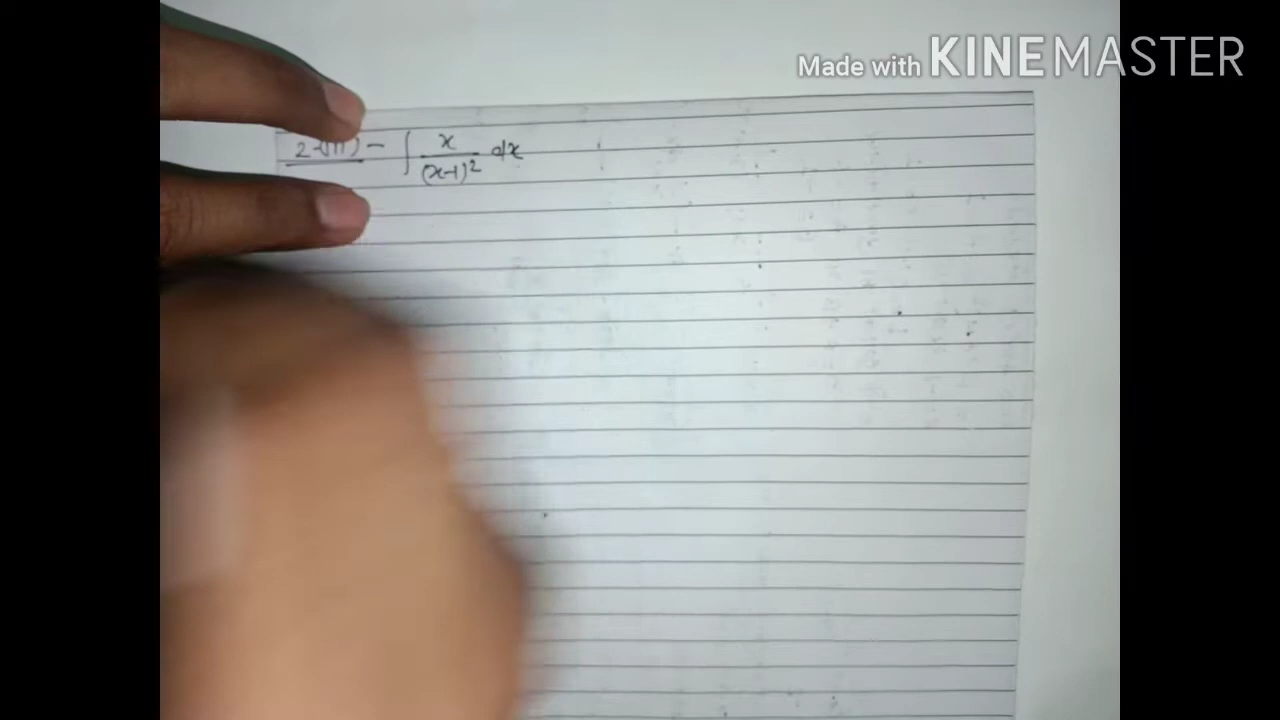 Made with KINEMASTER
2-(iii) - ∫ x/(x-1)² dx